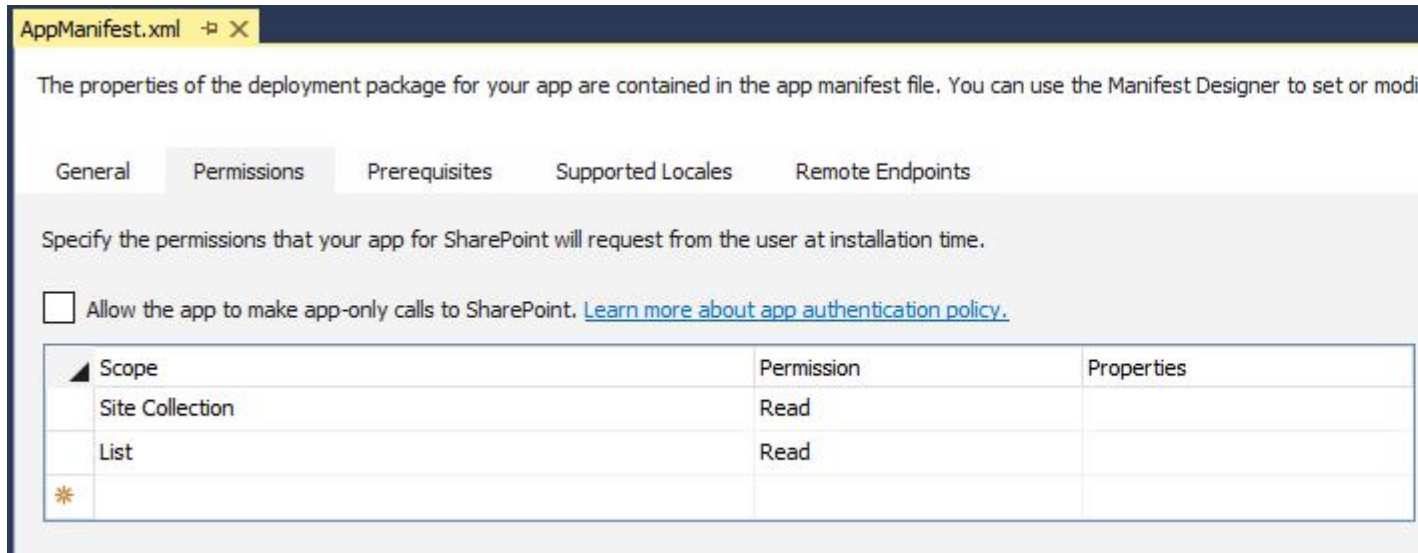 AppManifest.xml
The properties of the deployment package for your app are contained in the app manifest file. You can use the Manifest Designer to set or modi
General Permissions Prerequisites Supported Locales Remote Endpoints
Specify the permissions that your app for SharePoint will request from the user at installation time.
Allow the app to make app-only calls to SharePoint. Learn more about app authentication policy.
Scope Permission Properties
Site Collection Read
List Read